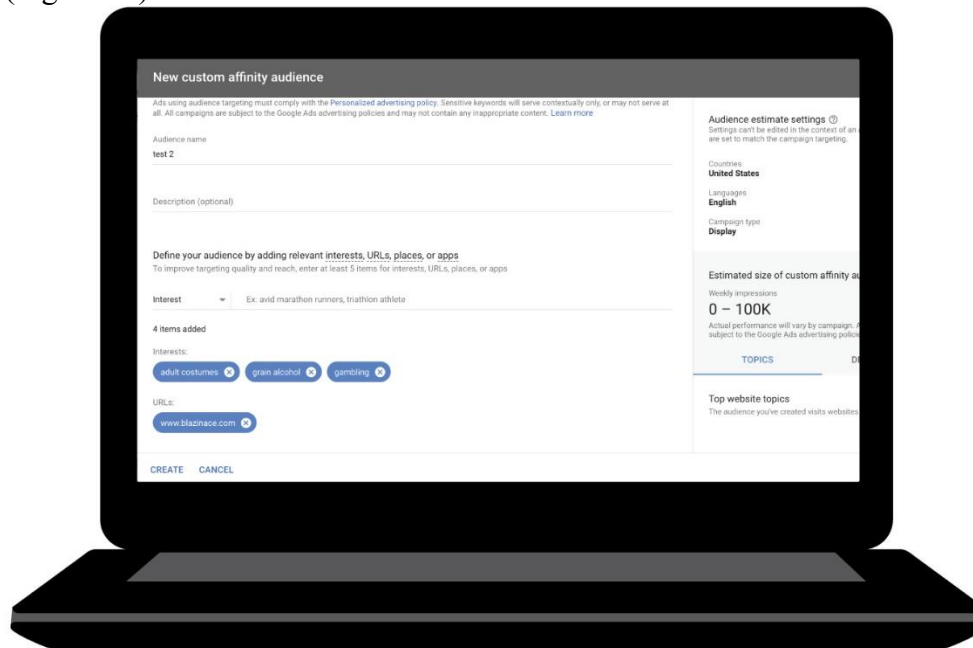 New custom affinity audience
Ads using audience targeting must comply with the Personalized advertising policy. Sensitive keywords will serve contextually only, or may not serve at
all. All campaigns are subject to the Google Ads advertising policies and may not contain any inappropriate content. Learn more
Audience name
test 2
Description (optional)
Define your audience by adding relevant interests, URLs, places, or apps
To improve targeting quality and reach, enter at least 5 items for interests, URLs, places, or apps
Interest Ex. avid marathon runners, triathlon athlete
4 items added
Interests:
adult costumes grain alcohol gambling
URLs:
www.blazinace.com
CREATE CANCEL
Audience estimate settings
Settings can't be edited in the context of an
are set to match the campaign targeting.
Countries
United States
Languages
English
Campaign type
Display
Estimated size of custom affinity au
Weekly impressions
0 – 100K
Actual performance will vary by campaign. A
subject to the Google Ads advertising policie
TOPICS
Top website topics
The audience you've created visits websites